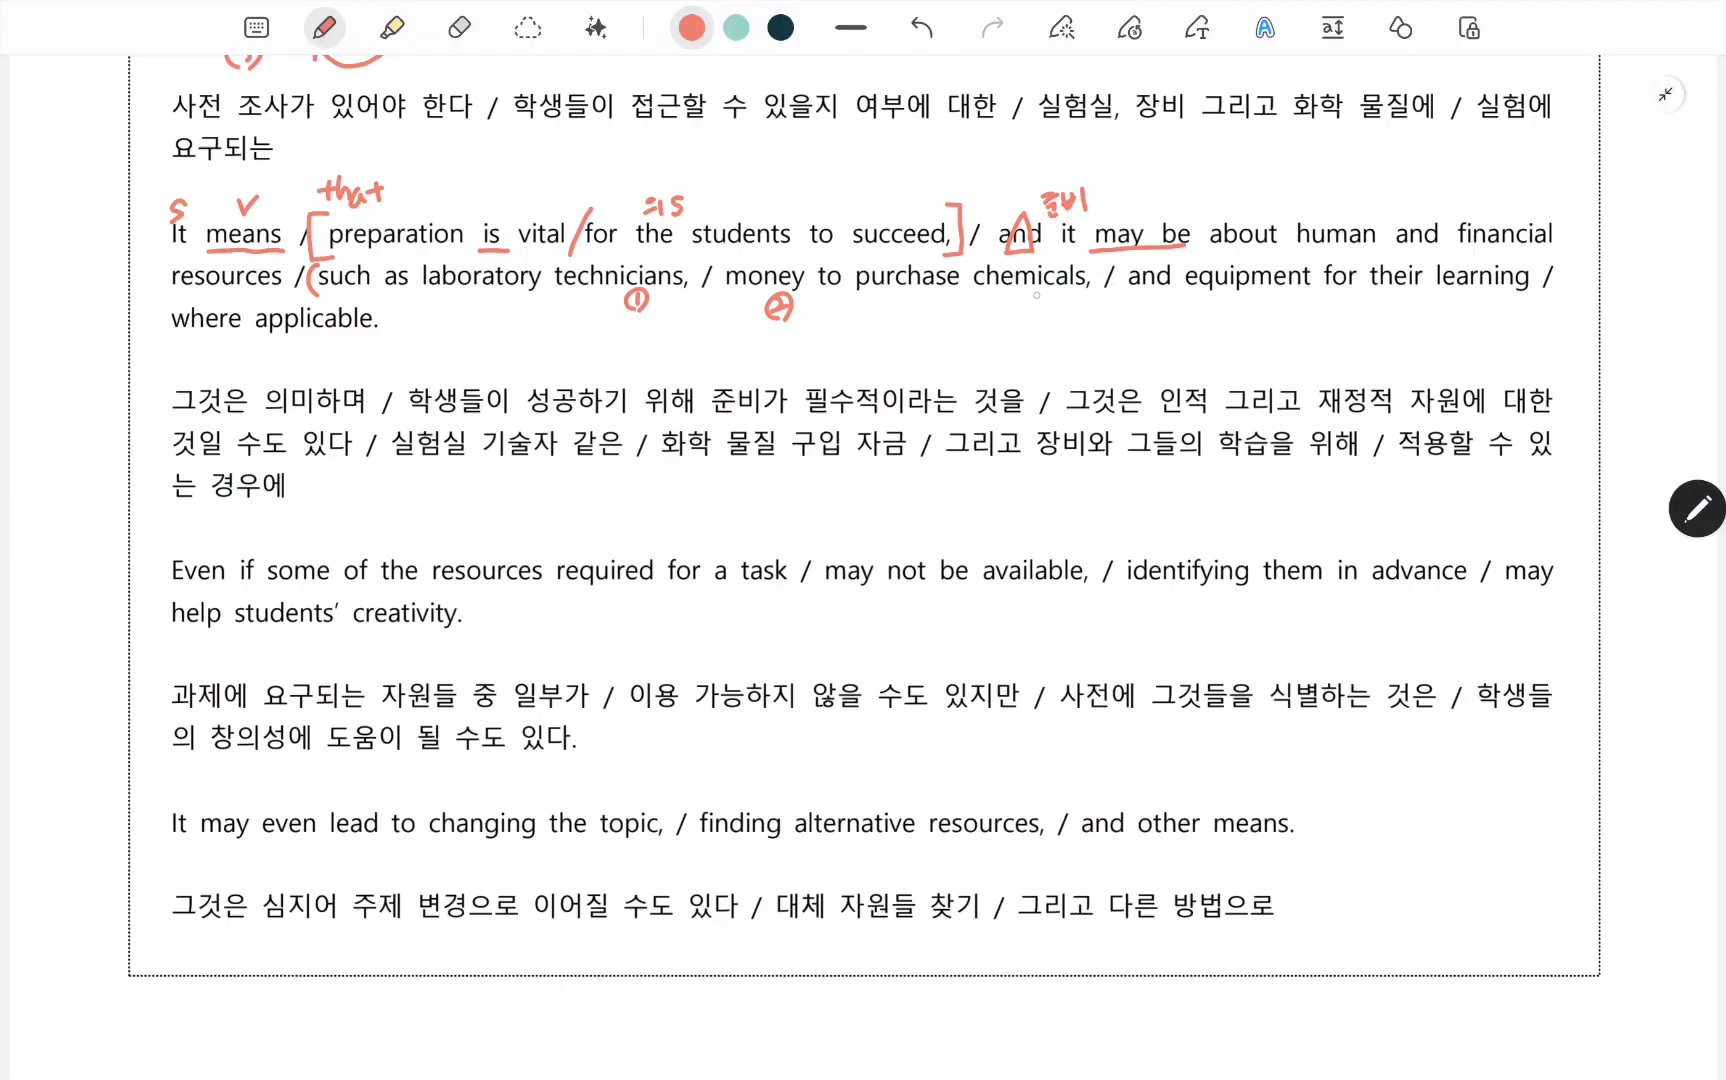 사전 조사가 있어야 한다 / 학생들이 접근할 수 있을지 여부에 대한 / 실험실, 장비 그리고 화학 물질에 / 실험에
요구되는
S V that 는 준비
It means / [ preparation is vital / for the students to succeed, ] / and it may be about human and financial
resources / ( such as laboratory technicians, / money to purchase chemicals, / and equipment for their learning /
① ②
where applicable.
그것은 의미하며 / 학생들이 성공하기 위해 준비가 필수적이라는 것을 / 그것은 인적 그리고 재정적 자원에 대한
것일 수도 있다 / 실험실 기술자 같은 / 화학 물질 구입 자금 / 그리고 장비와 그들의 학습을 위해 / 적용할 수 있
는 경우에
Even if some of the resources required for a task / may not be available, / identifying them in advance / may
help students’ creativity.
과제에 요구되는 자원들 중 일부가 / 이용 가능하지 않을 수도 있지만 / 사전에 그것들을 식별하는 것은 / 학생들
의 창의성에 도움이 될 수도 있다.
It may even lead to changing the topic, / finding alternative resources, / and other means.
그것은 심지어 주제 변경으로 이어질 수도 있다 / 대체 자원들 찾기 / 그리고 다른 방법으로